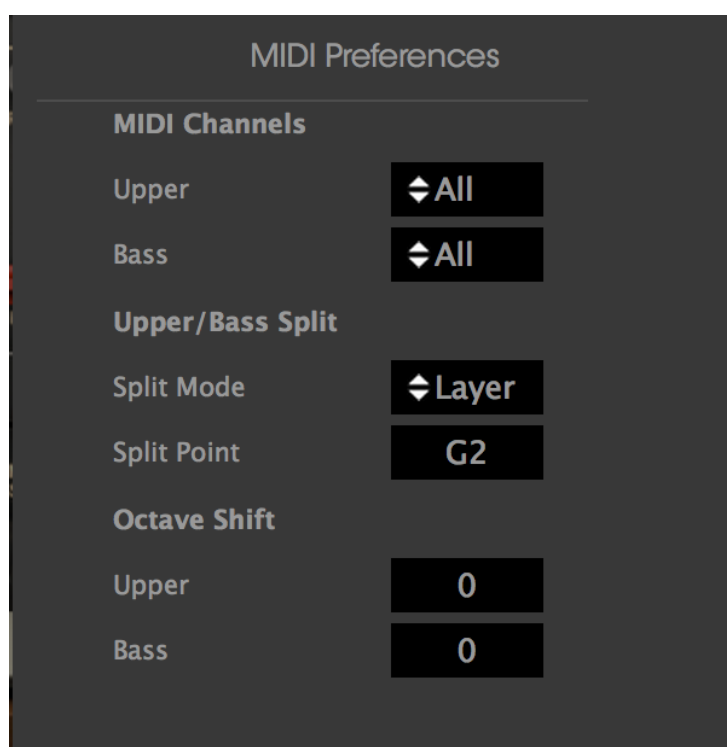 MIDI Preferences
MIDI Channels
Upper All
Bass All
Upper/Bass Split
Split Mode Layer
Split Point G2
Octave Shift
Upper 0
Bass 0